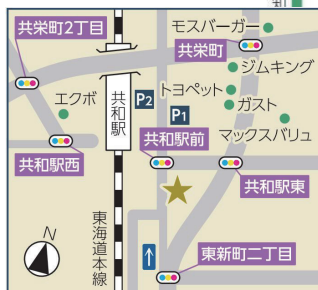 モスバーガー
共栄町2丁目
共栄町
ジムキング
トヨペット
エクボ
共和駅
P2
ガスト
P1
マックスバリュ
共和駅前
共和駅西
共和駅東
N
東海道本線
東新町二丁目